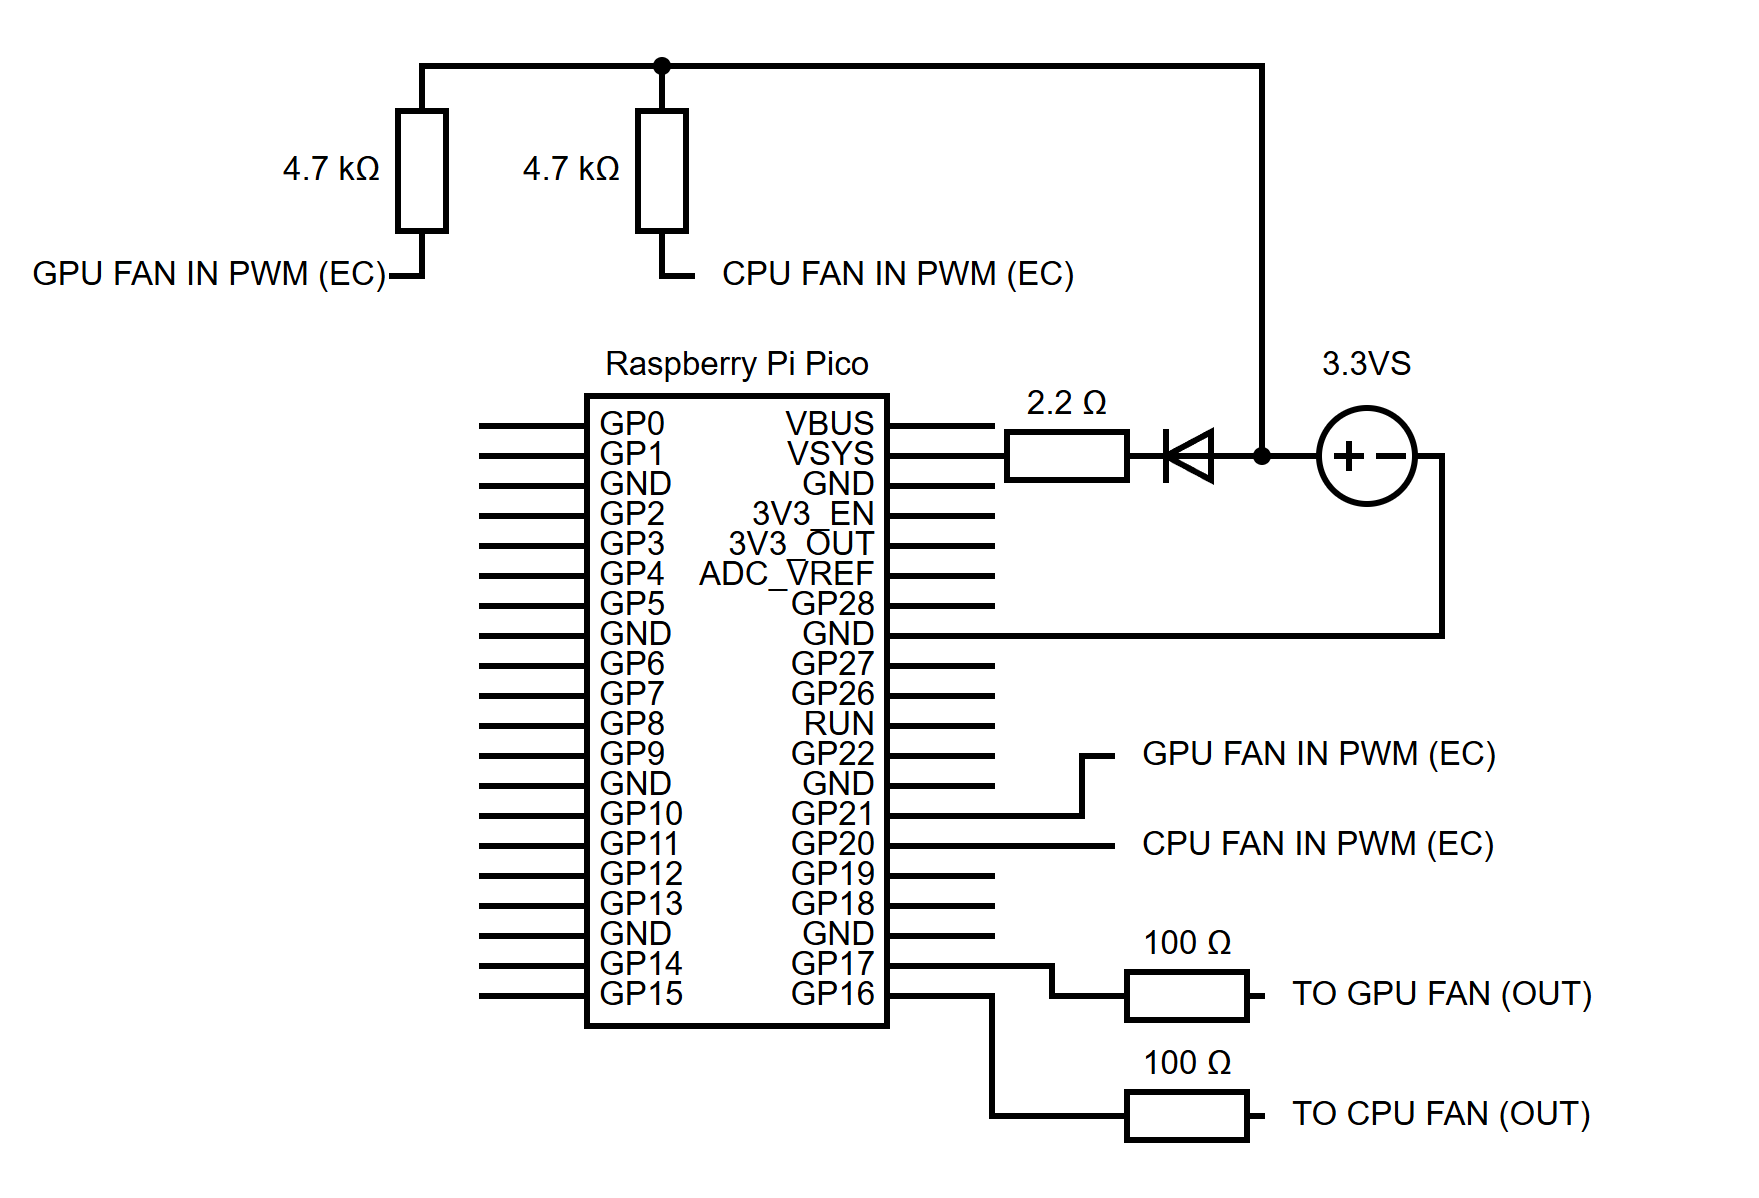 4.7 kΩ
4.7 kΩ
GPU FAN IN PWM (EC)
CPU FAN IN PWM (EC)
Raspberry Pi Pico
3.3VS
2.2 Ω
GP0 VBUS
GP1 VSYS
GND GND
GP2 3V3_EN
GP3 3V3_OUT
GP4 ADC_VREF
GP5 GP28
GND GND
GP6 GP27
GP7 GP26
GP8 RUN
GP9 GP22
GND GND
GP10 GP21
GP11 GP20
GP12 GP19
GP13 GP18
GND GND
GP14 GP17
GP15 GP16
GPU FAN IN PWM (EC)
CPU FAN IN PWM (EC)
100 Ω
TO GPU FAN (OUT)
100 Ω
TO CPU FAN (OUT)